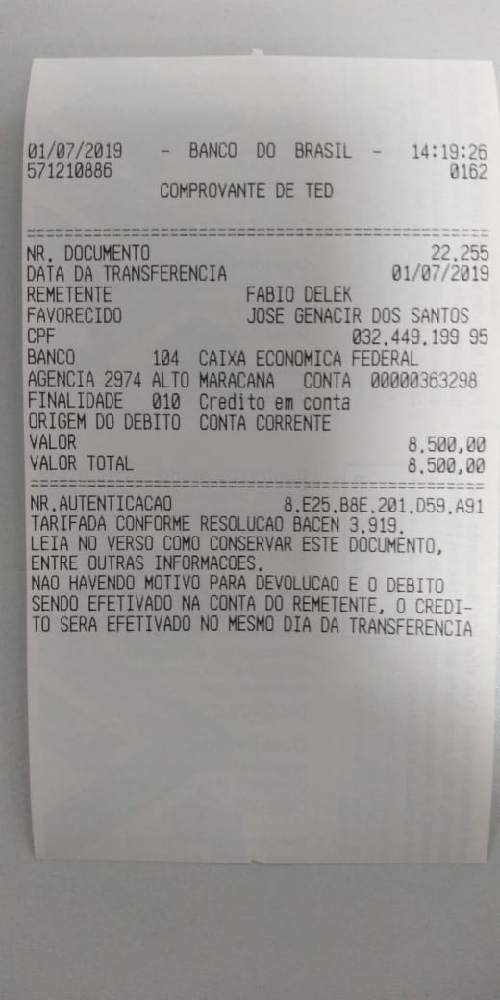 01/07/2019 - BANCO DO BRASIL - 14:19:26
571210886 0162
COMPROVANTE DE TED
=================================================
NR. DOCUMENTO 22.255
DATA DA TRANSFERENCIA 01/07/2019
REMETENTE FABIO DELEK
FAVORECIDO JOSE GENACIR DOS SANTOS
CPF 032.449.199 95
BANCO 104 CAIXA ECONOMICA FEDERAL
AGENCIA 2974 ALTO MARACANA CONTA 00000363298
FINALIDADE 010 Credito em conta
ORIGEM DO DEBITO CONTA CORRENTE
VALOR 8.500,00
VALOR TOTAL 8.500,00
=================================================
NR.AUTENTICACAO 8.E25.B8E.201.D59.A91
TARIFADA CONFORME RESOLUCAO BACEN 3.919.
LEIA NO VERSO COMO CONSERVAR ESTE DOCUMENTO,
ENTRE OUTRAS INFORMACOES.
NAO HAVENDO MOTIVO PARA DEVOLUCAO E O DEBITO
SENDO EFETIVADO NA CONTA DO REMETENTE, O CREDI-
TO SERA EFETIVADO NO MESMO DIA DA TRANSFERENCIA